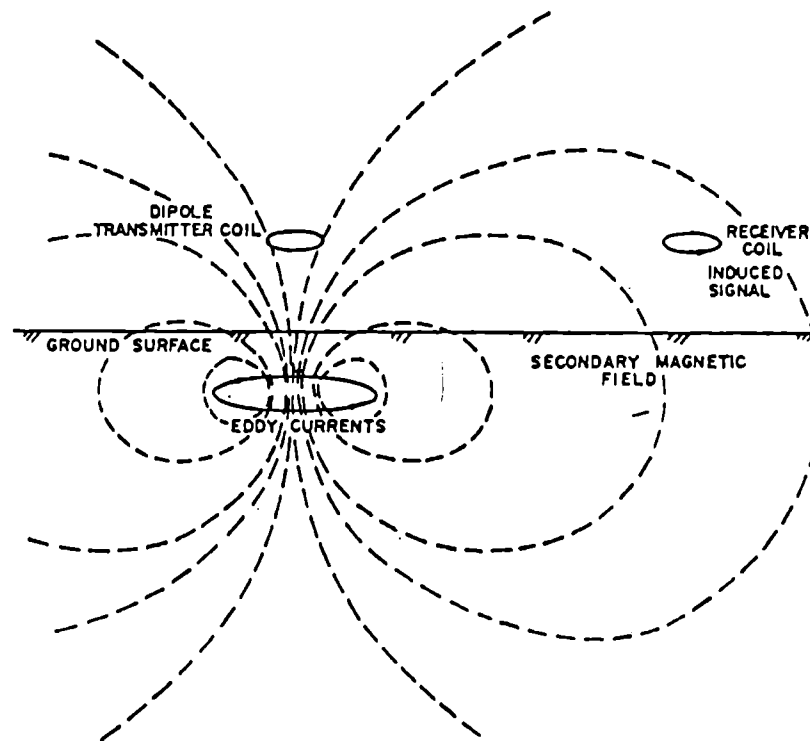 DIPOLE
TRANSMITTER COIL
RECEIVER
COIL
INDUCED
SIGNAL
GROUND SURFACE
SECONDARY MAGNETIC
FIELD
EDDY CURRENTS